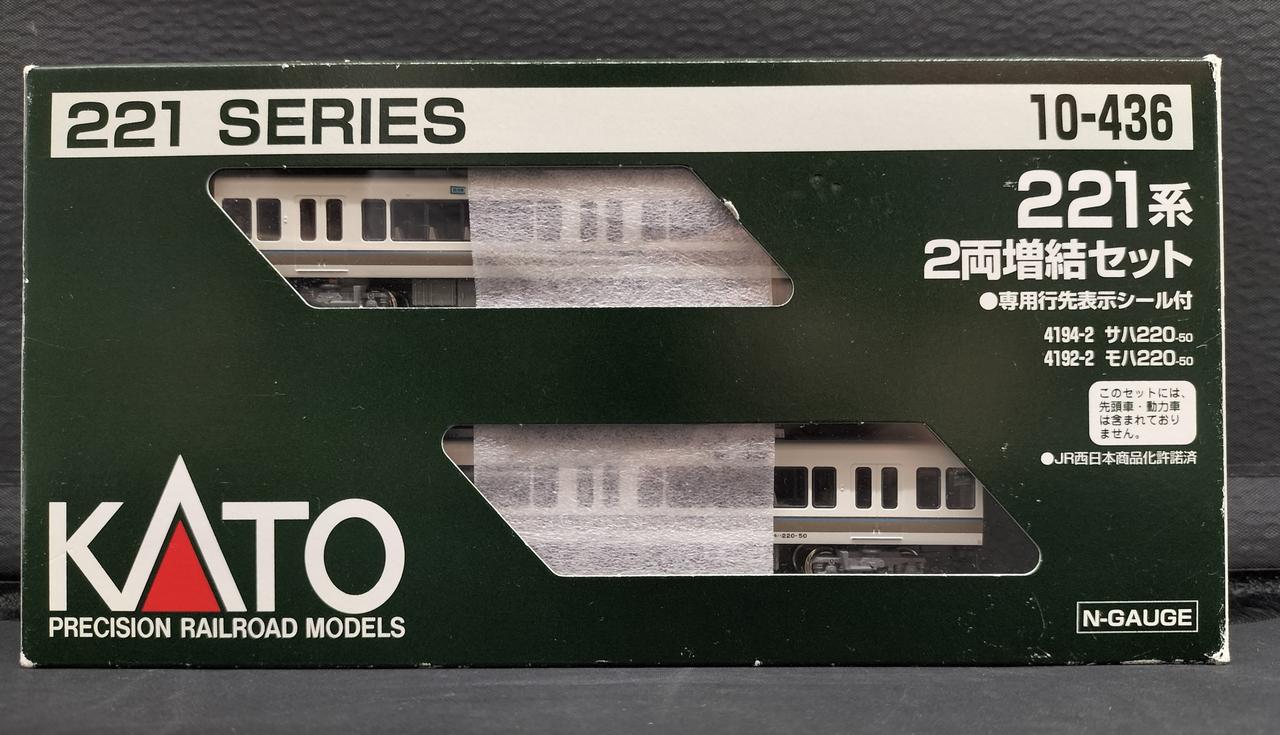 221 SERIES 10-436
221系
2両増結セット
●専用行先表示シール付
4194-2 サハ220-50
4192-2 モハ220-50
このセットには、
先頭車・動力車
は含まれており
ません。
●JR西日本商品化許諾済
220-50
KATO
PRECISION RAILROAD MODELS
N-GAUGE